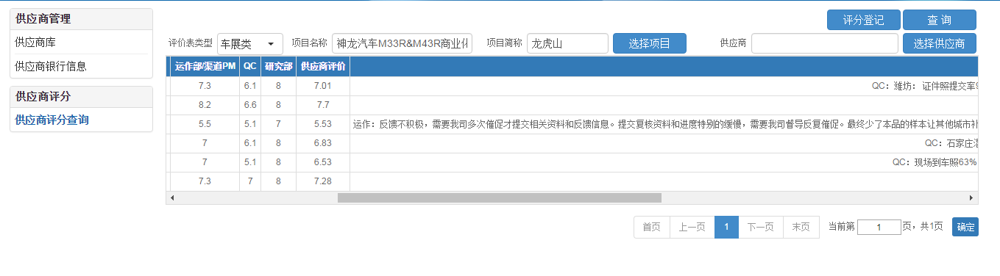 供应商管理
供应商库
供应商银行信息
供应商评分
供应商评分查询
评分登记 查 询
评价表类型 车展类 项目名称 神龙汽车M33R&M43R商业化 项目简称 龙虎山 选择项目 供应商 选择供应商
运作部/渠道PM QC 研究部 供应商评价
7.3 6.1 8 7.01 QC：潍坊： 证件照提交率9
8.2 6.6 8 7.7
5.5 5.1 7 5.53 运作：反馈不积极，需要我司多次催促才提交相关资料和反馈信息。提交复核资料和进度特别的缓慢，需要我司督导反复催促。最终少了本品的样本让其他城市补
7 6.1 8 6.83 QC：石家庄温
7 5.1 8 6.53 QC：现场到车照63%
7.3 7 8 7.28
首页 上一页 1 下一页 末页 当前第 1 页，共1页 确定